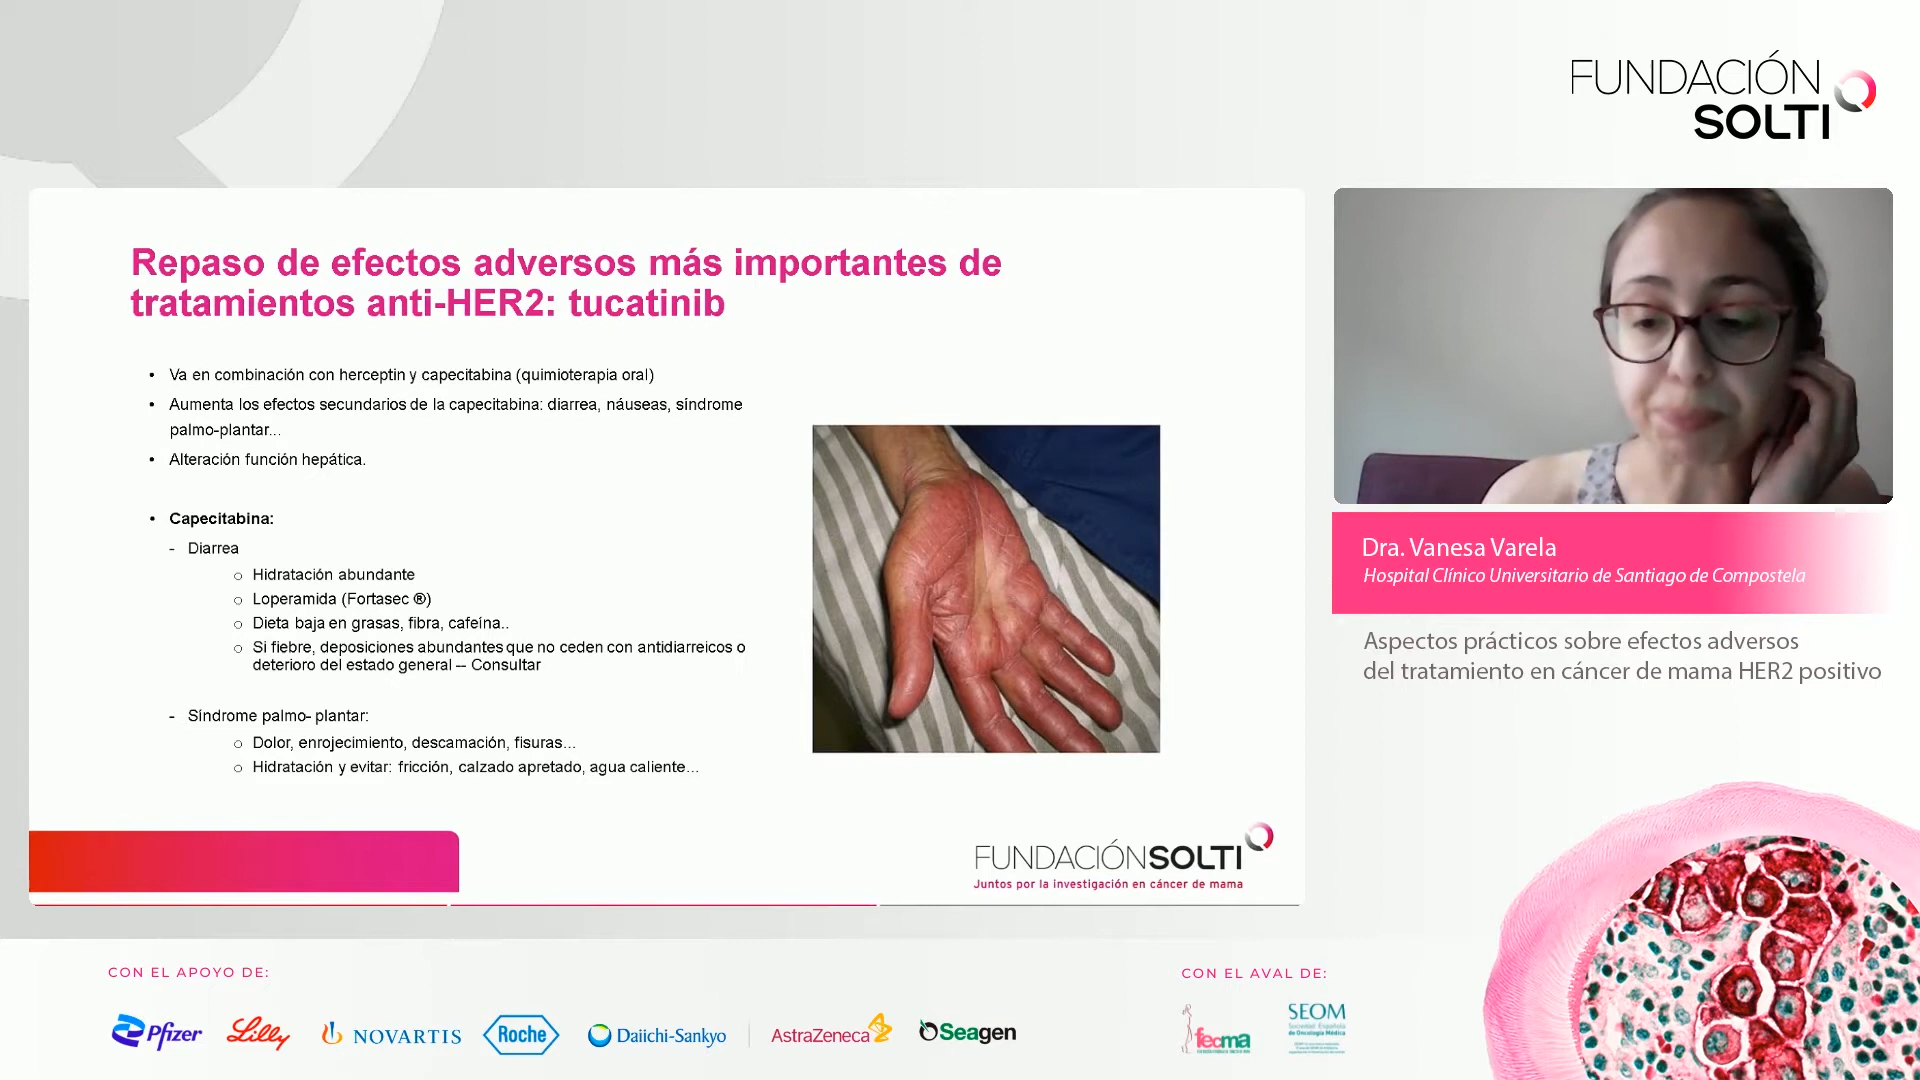 FUNDACIÓN
SOLTI
Repaso de efectos adversos más importantes de
tratamientos anti-HER2: tucatinib
• Va en combinación con herceptin y capecitabina (quimioterapia oral)
• Aumenta los efectos secundarios de la capecitabina: diarrea, náuseas, síndrome
palmo-plantar...
• Alteración función hepática.
• Capecitabina:
- Diarrea
○ Hidratación abundante
○ Loperamida (Fortasec ®)
○ Dieta baja en grasas, fibra, cafeína..
○ Si fiebre, deposiciones abundantes que no ceden con antidiarreicos o
deterioro del estado general -- Consultar
- Síndrome palmo- plantar:
○ Dolor, enrojecimiento, descamación, fisuras...
○ Hidratación y evitar: fricción, calzado apretado, agua caliente...
FUNDACIÓNSOLTI
Juntos por la investigación en cáncer de mama
Dra. Vanesa Varela
Hospital Clínico Universitario de Santiago de Compostela
Aspectos prácticos sobre efectos adversos
del tratamiento en cáncer de mama HER2 positivo
CON EL APOYO DE:
Pfizer
Lilly
NOVARTIS
Roche
Daiichi-Sankyo
AstraZeneca
Seagen
CON EL AVAL DE:
fecma
SEOM
Sociedad Española
de Oncología Médica